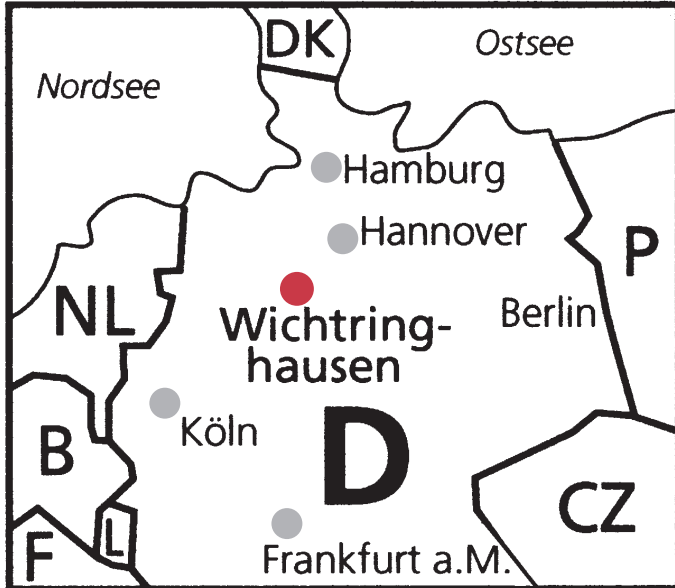 DK
Ostsee
Nordsee
Hamburg
Hannover
P
NL
Berlin
Wichtring-
hausen
Köln
D
B
CZ
L
F
Frankfurt a.M.